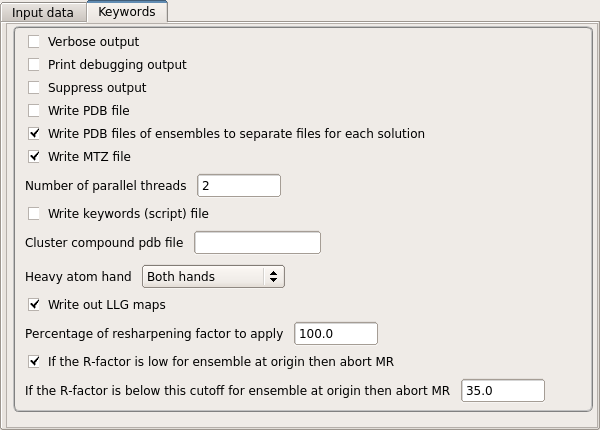 Input data Keywords
Verbose output
Print debugging output
Suppress output
Write PDB file
Write PDB files of ensembles to separate files for each solution
Write MTZ file
Number of parallel threads 2
Write keywords (script) file
Cluster compound pdb file
Heavy atom hand Both hands
Write out LLG maps
Percentage of resharpening factor to apply 100.0
If the R-factor is low for ensemble at origin then abort MR
If the R-factor is below this cutoff for ensemble at origin then abort MR 35.0